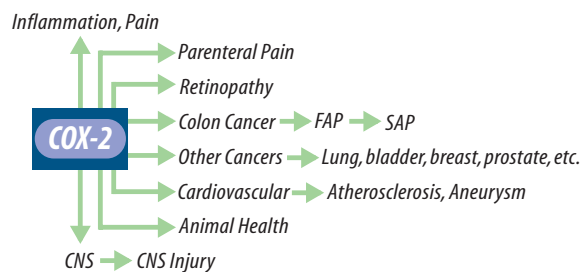 Inflammation, Pain
Parenteral Pain
Retinopathy
COX-2
Colon Cancer FAP SAP
Other Cancers Lung, bladder, breast, prostate, etc.
Cardiovascular Atherosclerosis, Aneurysm
Animal Health
CNS CNS Injury